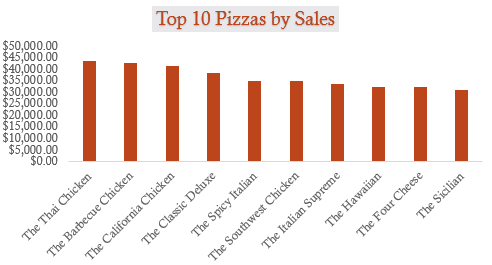 Top 10 Pizzas by Sales
$50,000.00
$45,000.00
$40,000.00
$35,000.00
$30,000.00
$25,000.00
$20,000.00
$15,000.00
$10,000.00
$5,000.00
$0.00
The Thai Chicken
The Barbecue Chicken
The California Chicken
The Classic Deluxe
The Spicy Italian
The Southwest Chicken
The Italian Supreme
The Hawaiian
The Four Cheese
The Sicilian